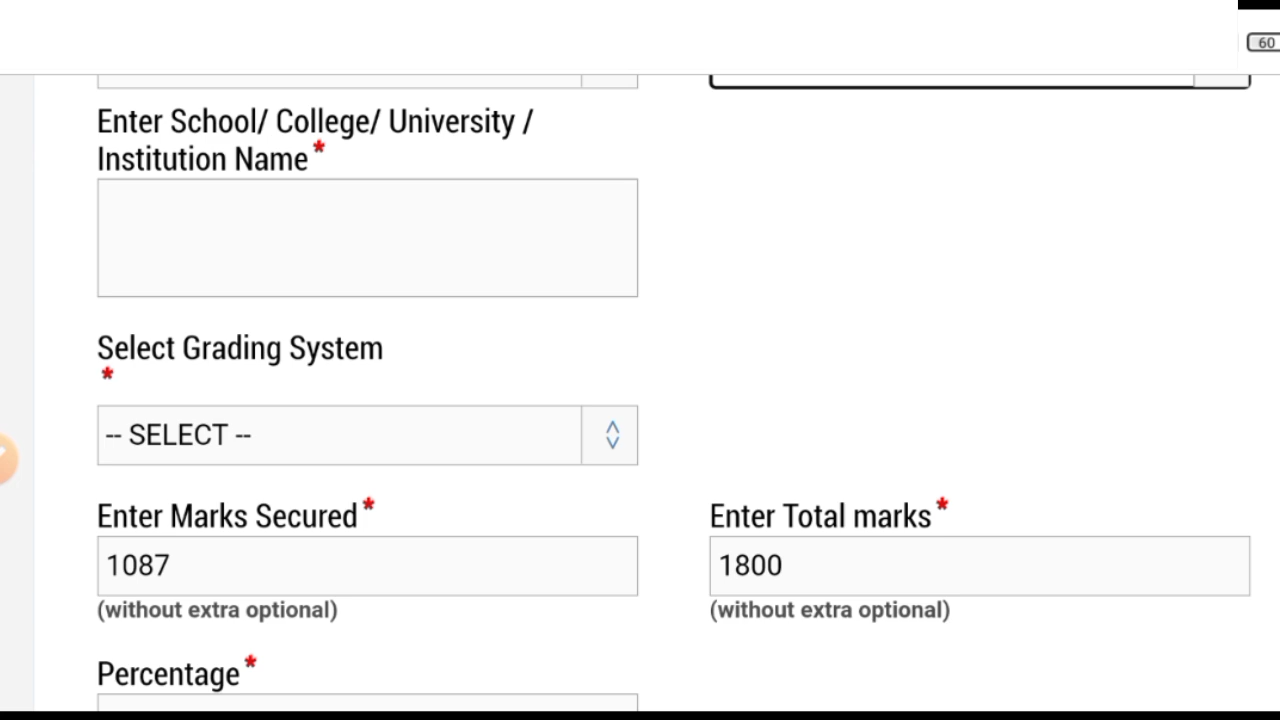 60
Enter School/ College/ University /
Institution Name*
Select Grading System
*
-- SELECT --
Enter Marks Secured* Enter Total marks*
1087 1800
(without extra optional) (without extra optional)
Percentage*